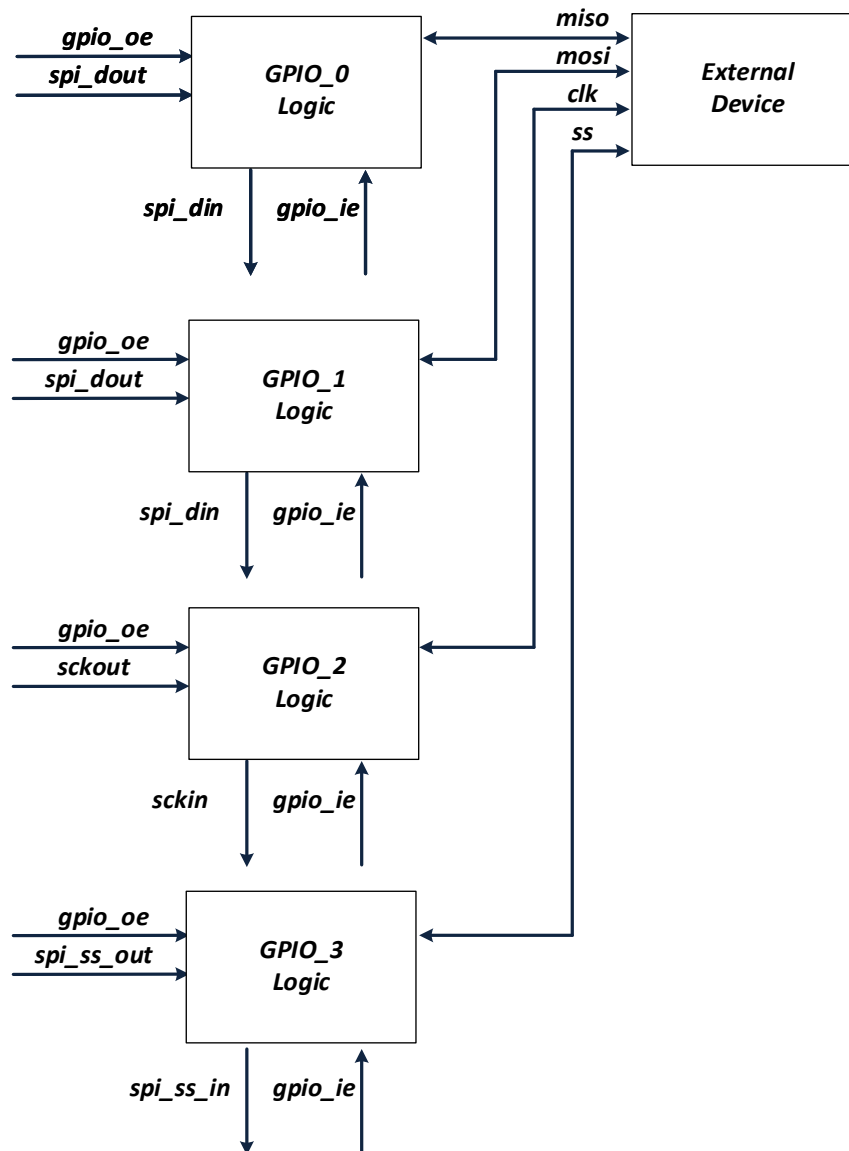 gpio_oe
spi_dout
GPIO_0
Logic
miso
mosi
clk
ss
External
Device
spi_din
gpio_ie
gpio_oe
spi_dout
GPIO_1
Logic
spi_din
gpio_ie
gpio_oe
sckout
GPIO_2
Logic
sckin
gpio_ie
gpio_oe
spi_ss_out
GPIO_3
Logic
spi_ss_in
gpio_ie